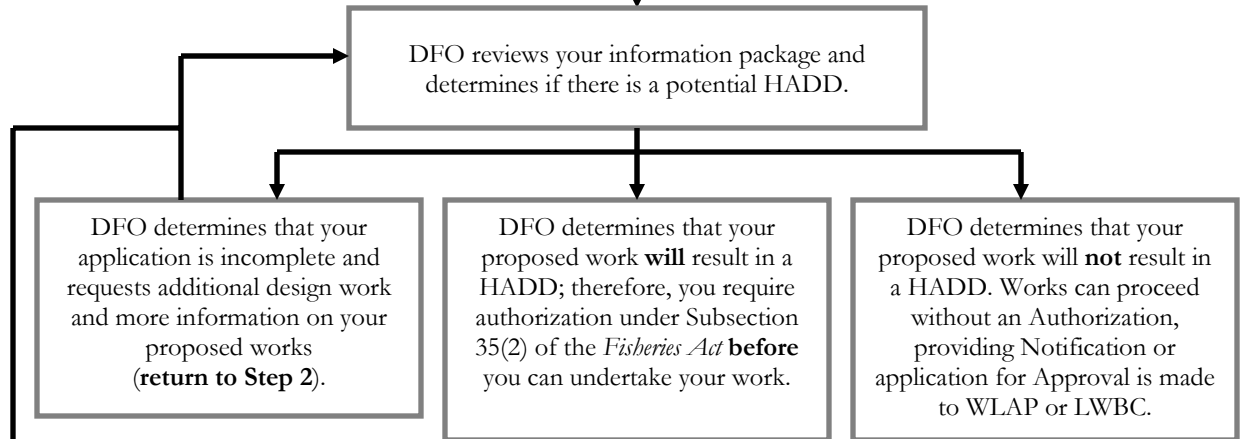 DFO reviews your information package and
determines if there is a potential HADD.
DFO determines that your
application is incomplete and
requests additional design work
and more information on your
proposed works
(return to Step 2).
DFO determines that your
proposed work will result in a
HADD; therefore, you require
authorization under Subsection
35(2) of the Fisheries Act before
you can undertake your work.
DFO determines that your
proposed work will not result in
a HADD. Works can proceed
without an Authorization,
providing Notification or
application for Approval is made
to WLAP or LWBC.